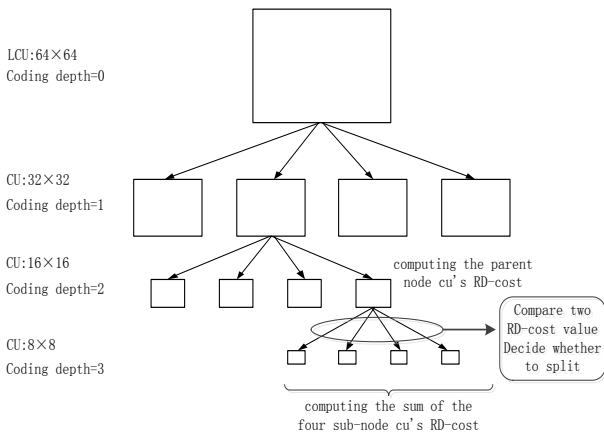 LCU:64×64
Coding depth=0
CU:32×32
Coding depth=1
CU:16×16
Coding depth=2
computing the parent
node cu's RD-cost
Compare two
RD-cost value
Decide whether
to split
CU:8×8
Coding depth=3
computing the sum of the
four sub-node cu's RD-cost